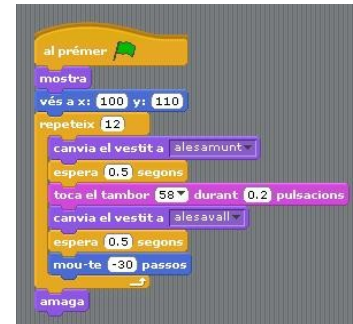 al prémer
mostra
vés a x: 100 y: 110
repeteix 12
canvia el vestit a alesamunt
espera 0.5 segons
toca el tambor 58 durant 0.2 pulsacions
canvia el vestit a alesavall
espera 0.5 segons
mou-te -30 passos
amaga